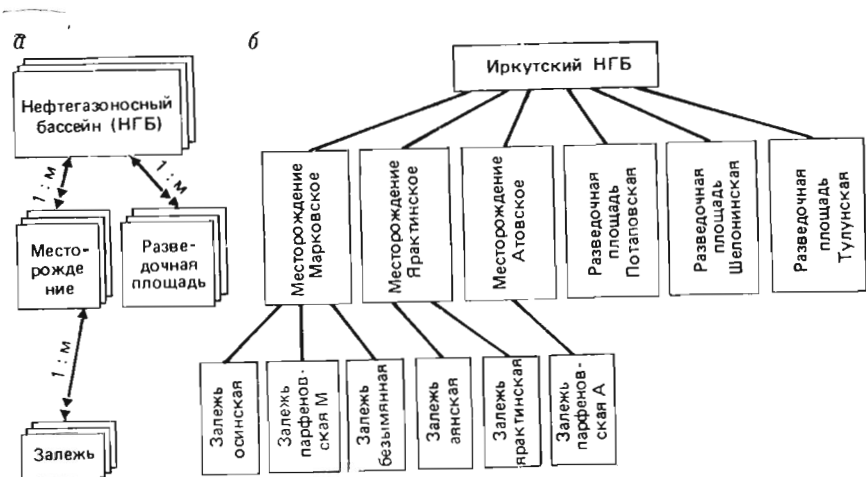 а
Нефтегазоносный
бассейн (НГБ)
1 : м
1 : м
Место-
рожде
ние
Разве-
дочная
площадь
1 : м
Залежь
б
Иркутский НГБ
Месторождение
Марковское
Месторождение
Ярактинское
Месторождение
Атовское
Разведочная
площадь
Потаповская
Разведочная
площадь
Шелонинская
Разведочная
площадь
Тулунская
Залежь
осинская
Залежь
парфенов-
ская М
Залежь
безымянная
Залежь
аянская
Залежь
ярактинская
Залежь
парфенов-
ская А